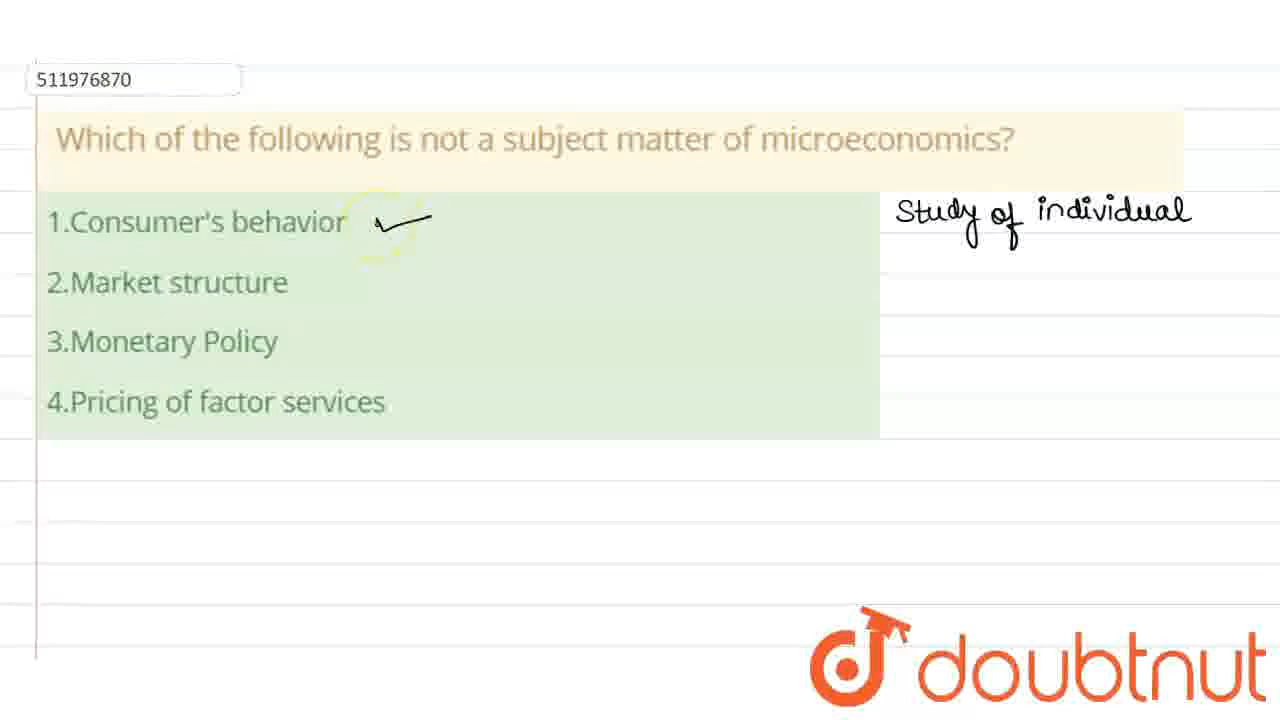 511976870
Which of the following is not a subject matter of microeconomics?
1.Consumer's behavior
Study of individual
2.Market structure
3.Monetary Policy
4.Pricing of factor services
doubtnut